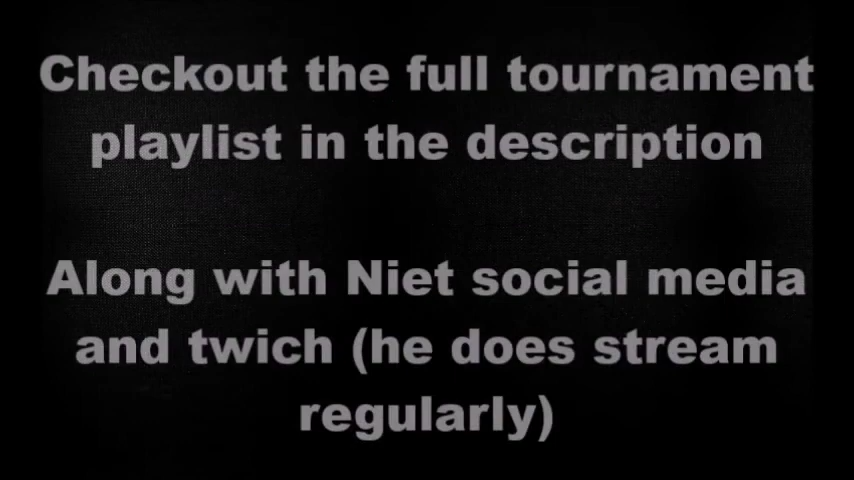 Checkout the full tournament
playlist in the description
Along with Niet social media
and twich (he does stream
regularly)